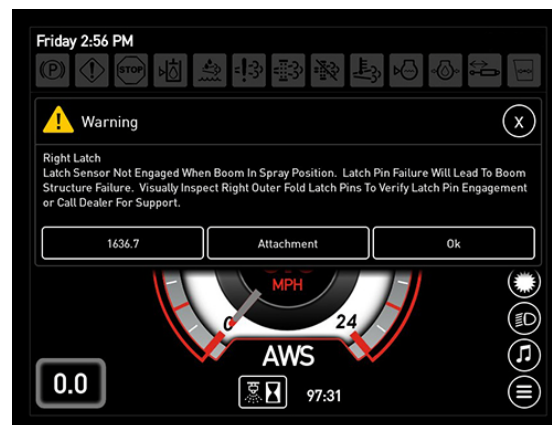 Friday 2:56 PM
STOP
Warning
X
Right Latch
Latch Sensor Not Engaged When Boom In Spray Position. Latch Pin Failure Will Lead To Boom
Structure Failure. Visually Inspect Right Outer Fold Latch Pins To Verify Latch Pin Engagement
or Call Dealer For Support.
1636.7
Attachment
Ok
MPH
0
24
AWS
0.0
97:31